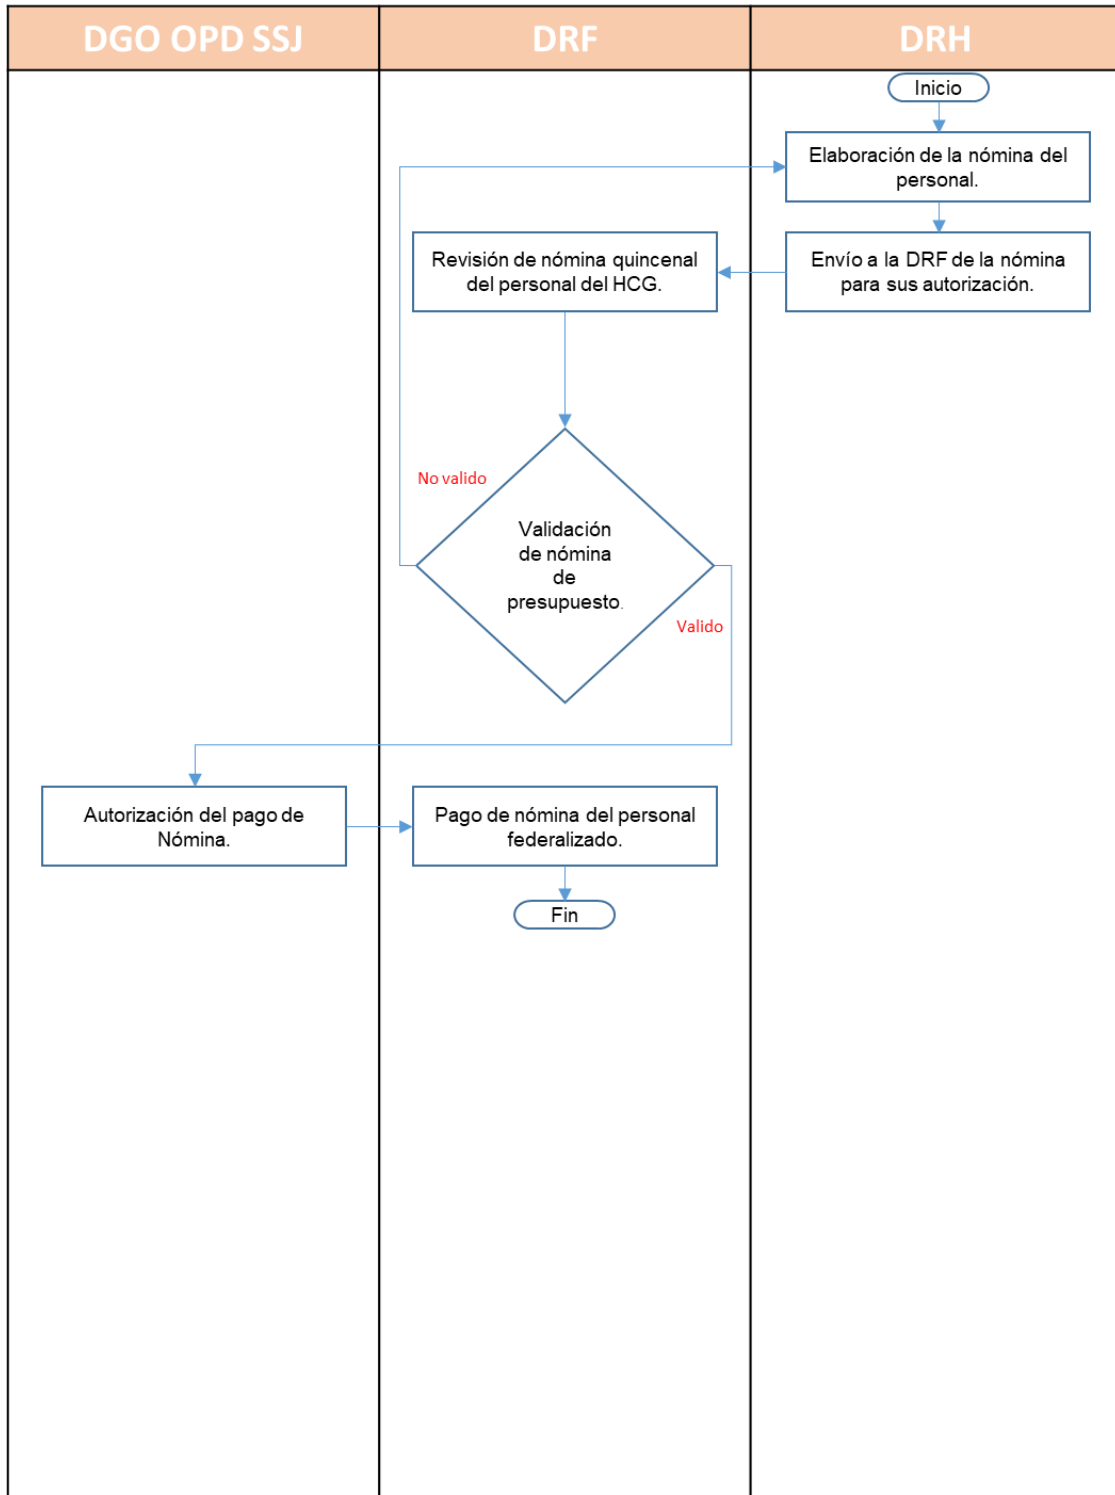 DGO OPD SSJ
DRF
DRH
Inicio
Elaboración de la nómina del
personal.
Revisión de nómina quincenal
del personal del HCG.
Envío a la DRF de la nómina
para sus autorización.
No valido
Validación
de nómina
de
presupuesto.
Valido
Autorización del pago de
Nómina.
Pago de nómina del personal
federalizado.
Fin